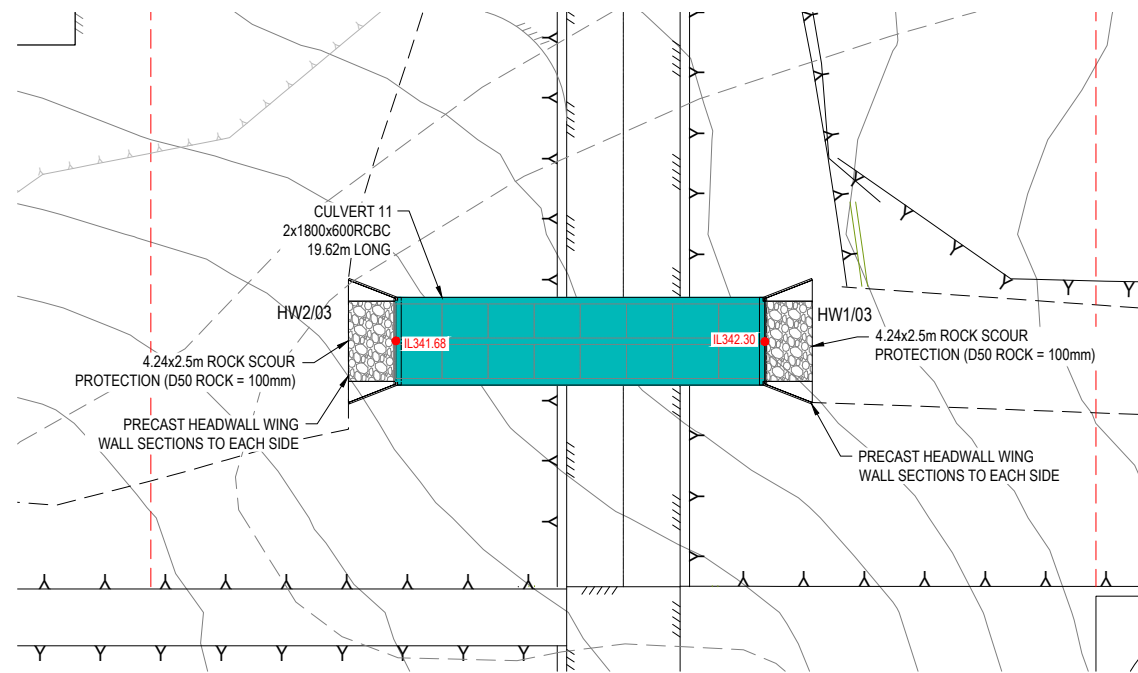 CULVERT 11
2x1800x600RCBC
19.62m LONG
HW2/03
IL341.68
IL342.30
HW1/03
4.24x2.5m ROCK SCOUR
PROTECTION (D50 ROCK = 100mm)
4.24x2.5m ROCK SCOUR
PROTECTION (D50 ROCK = 100mm)
PRECAST HEADWALL WING
WALL SECTIONS TO EACH SIDE
PRECAST HEADWALL WING
WALL SECTIONS TO EACH SIDE